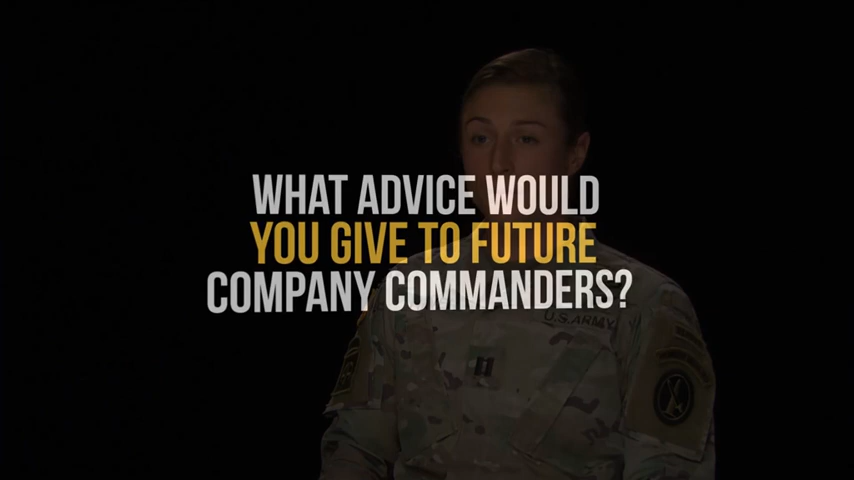 WHAT ADVICE WOULD
YOU GIVE TO FUTURE
COMPANY COMMANDERS?
U.S. ARMY